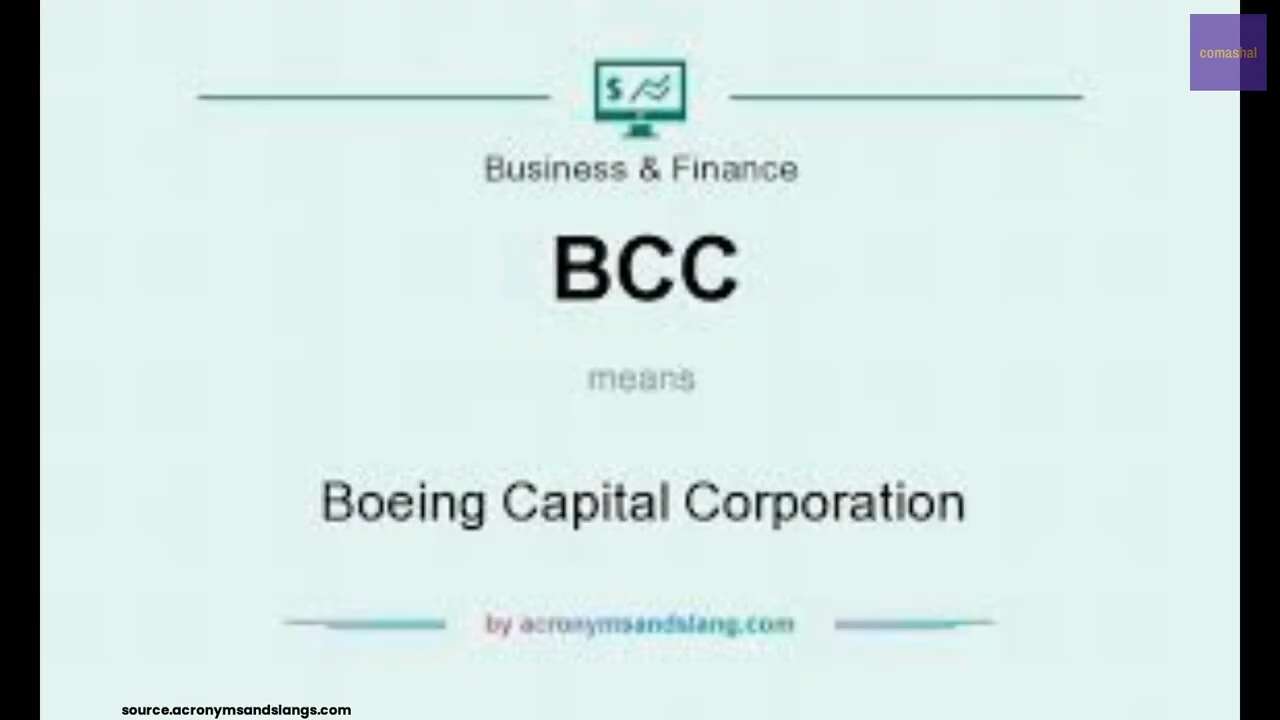 comashal
$
Business & Finance
BCC
means
Boeing Capital Corporation
by acronymsandslang.com
source.acronymsandslangs.com